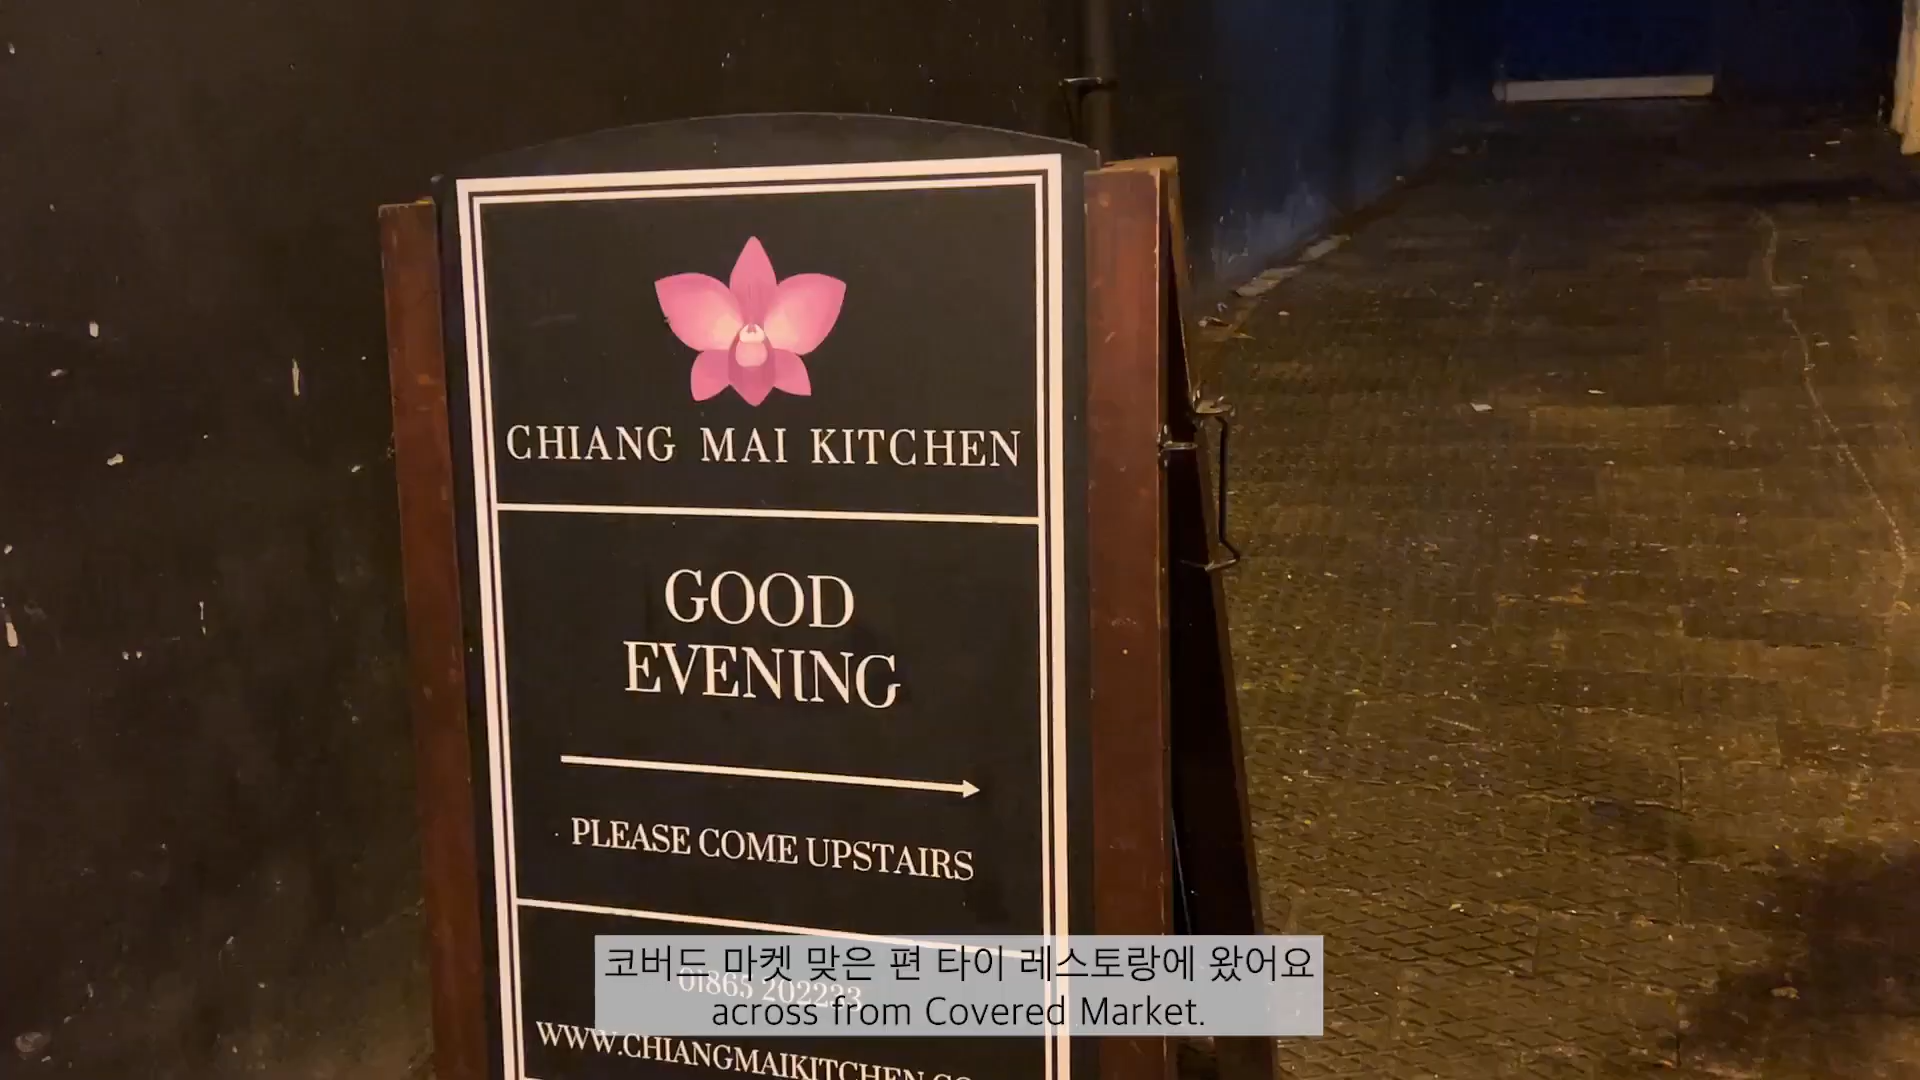 CHIANG MAI KITCHEN
GOOD
EVENING
PLEASE COME UPSTAIRS
01865 202233
WWW.CHIANGMAIKITCHEN.CO
코버드 마켓 맞은 편 타이 레스토랑에 왔어요
across from Covered Market.